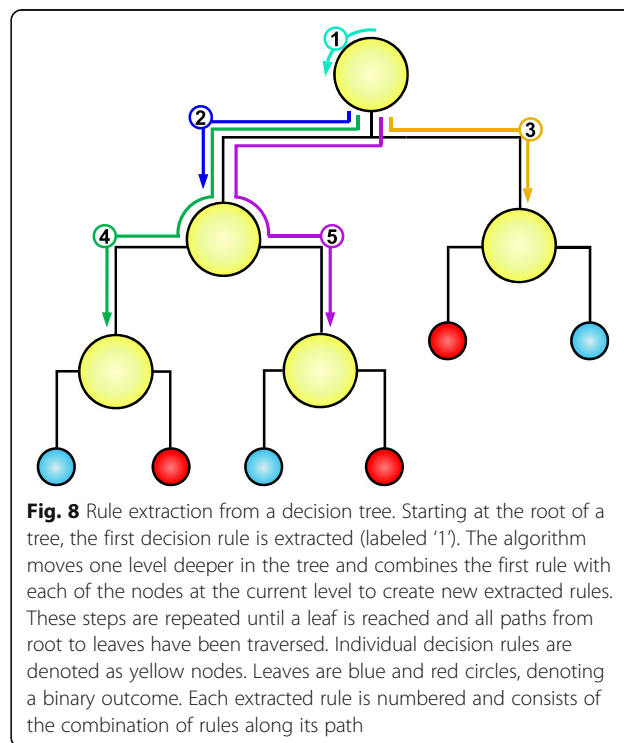 1
2
3
4
5
Fig. 8 Rule extraction from a decision tree. Starting at the root of a
tree, the first decision rule is extracted (labeled ‘1’). The algorithm
moves one level deeper in the tree and combines the first rule with
each of the nodes at the current level to create new extracted rules.
These steps are repeated until a leaf is reached and all paths from
root to leaves have been traversed. Individual decision rules are
denoted as yellow nodes. Leaves are blue and red circles, denoting
a binary outcome. Each extracted rule is numbered and consists of
the combination of rules along its path